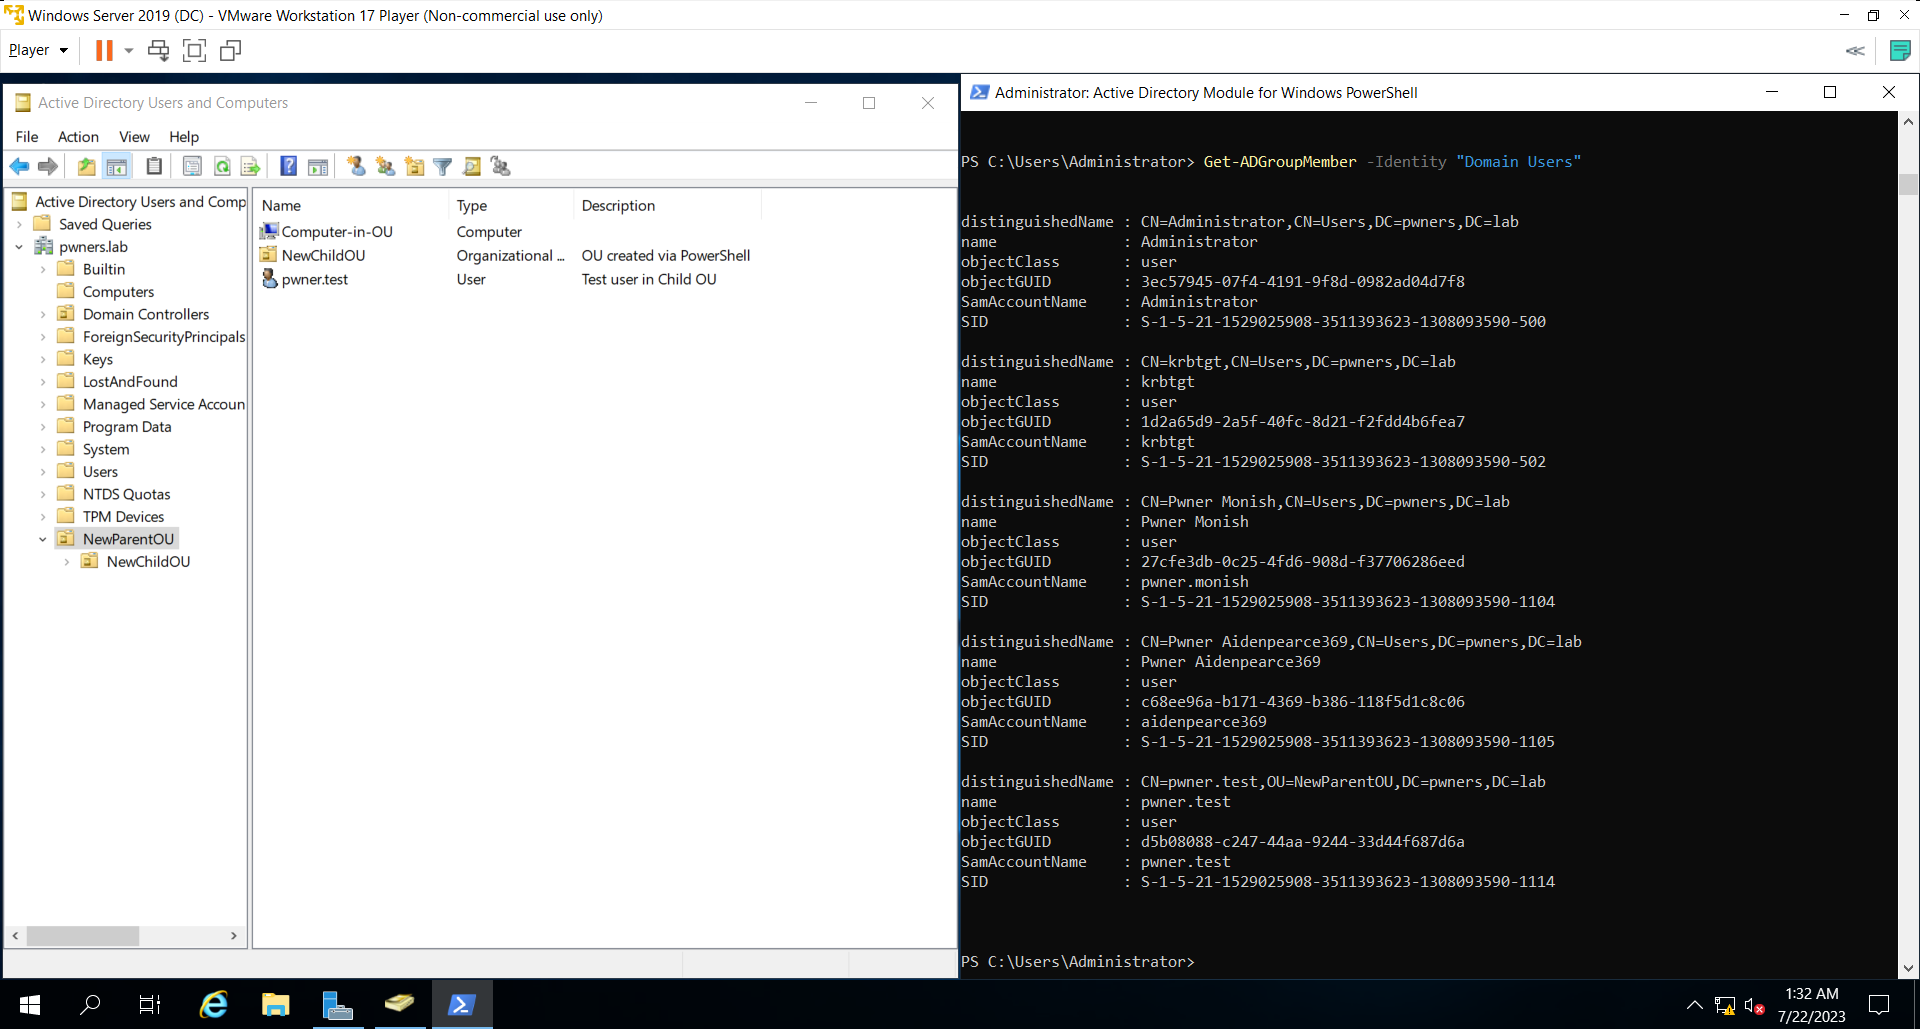 Windows Server 2019 (DC) - VMware Workstation 17 Player (Non-commercial use only)
Player
Active Directory Users and Computers
File Action View Help
Active Directory Users and Comp
Saved Queries
pwners.lab
Builtin
Computers
Domain Controllers
ForeignSecurityPrincipals
Keys
LostAndFound
Managed Service Accoun
Program Data
System
Users
NTDS Quotas
TPM Devices
NewParentOU
NewChildOU
Name Type Description
Computer-in-OU Computer
NewChildOU Organizational ... OU created via PowerShell
pwner.test User Test user in Child OU
Administrator: Active Directory Module for Windows PowerShell
PS C:\Users\Administrator> Get-ADGroupMember -Identity "Domain Users"
distinguishedName : CN=Administrator,CN=Users,DC=pwners,DC=lab
name : Administrator
objectClass : user
objectGUID : 3ec57945-07f4-4191-9f8d-0982ad04d7f8
SamAccountName : Administrator
SID : S-1-5-21-1529025908-3511393623-1308093590-500
distinguishedName : CN=krbtgt,CN=Users,DC=pwners,DC=lab
name : krbtgt
objectClass : user
objectGUID : 1d2a65d9-2a5f-40fc-8d21-f2fdd4b6fea7
SamAccountName : krbtgt
SID : S-1-5-21-1529025908-3511393623-1308093590-502
distinguishedName : CN=Pwner Monish,CN=Users,DC=pwners,DC=lab
name : Pwner Monish
objectClass : user
objectGUID : 27cfe3db-0c25-4fd6-908d-f37706286eed
SamAccountName : pwner.monish
SID : S-1-5-21-1529025908-3511393623-1308093590-1104
distinguishedName : CN=Pwner Aidenpearce369,CN=Users,DC=pwners,DC=lab
name : Pwner Aidenpearce369
objectClass : user
objectGUID : c68ee96a-b171-4369-b386-118f5d1c8c06
SamAccountName : aidenpearce369
SID : S-1-5-21-1529025908-3511393623-1308093590-1105
distinguishedName : CN=pwner.test,OU=NewParentOU,DC=pwners,DC=lab
name : pwner.test
objectClass : user
objectGUID : d5b08088-c247-44aa-9244-33d44f687d6a
SamAccountName : pwner.test
SID : S-1-5-21-1529025908-3511393623-1308093590-1114
PS C:\Users\Administrator>
1:32 AM
7/22/2023